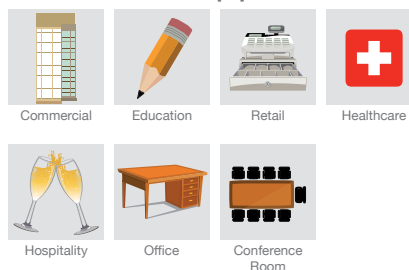 Commercial
Education
Retail
Healthcare
Hospitality
Office
Conference
Room